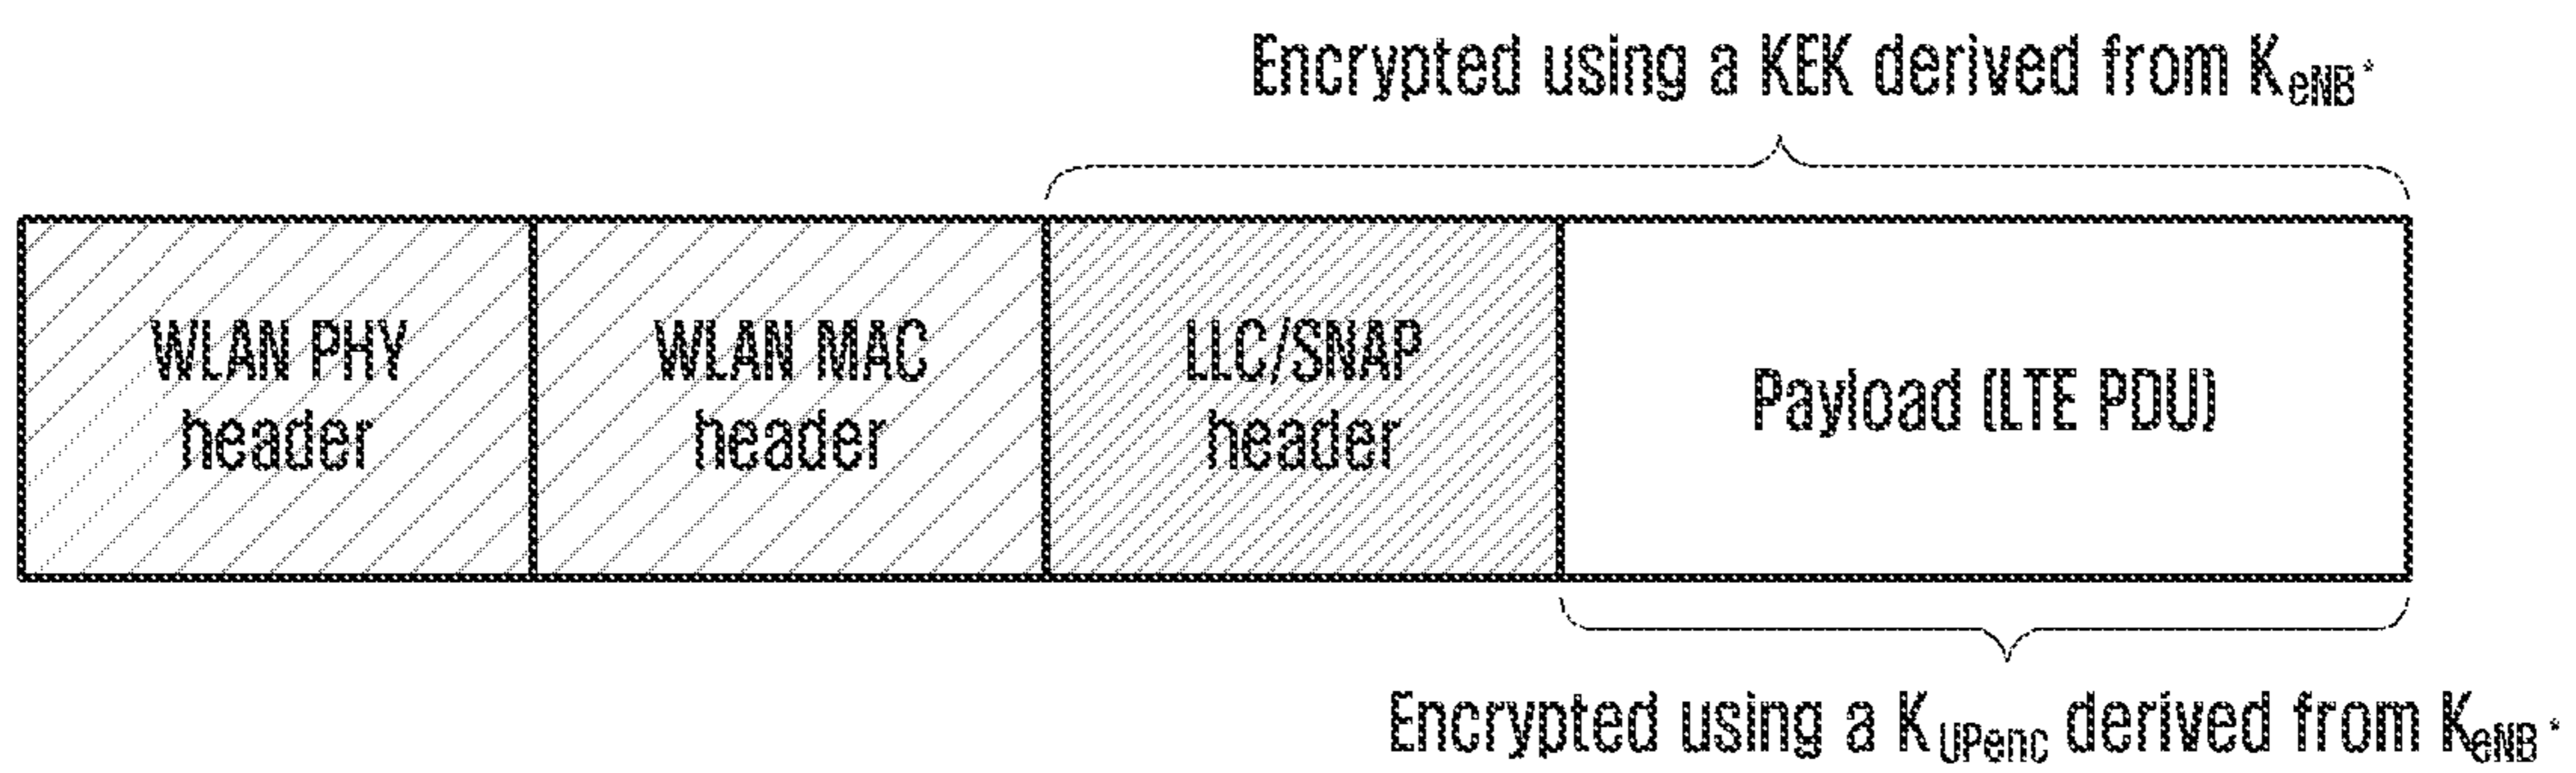 Encrypted using a KEK derived from KeNB*
WLAN PHY
header
WLAN MAC
header
LLC/SNAP
header
Payload (LTE PDU)
Encrypted using a KUPenc derived from KeNB*